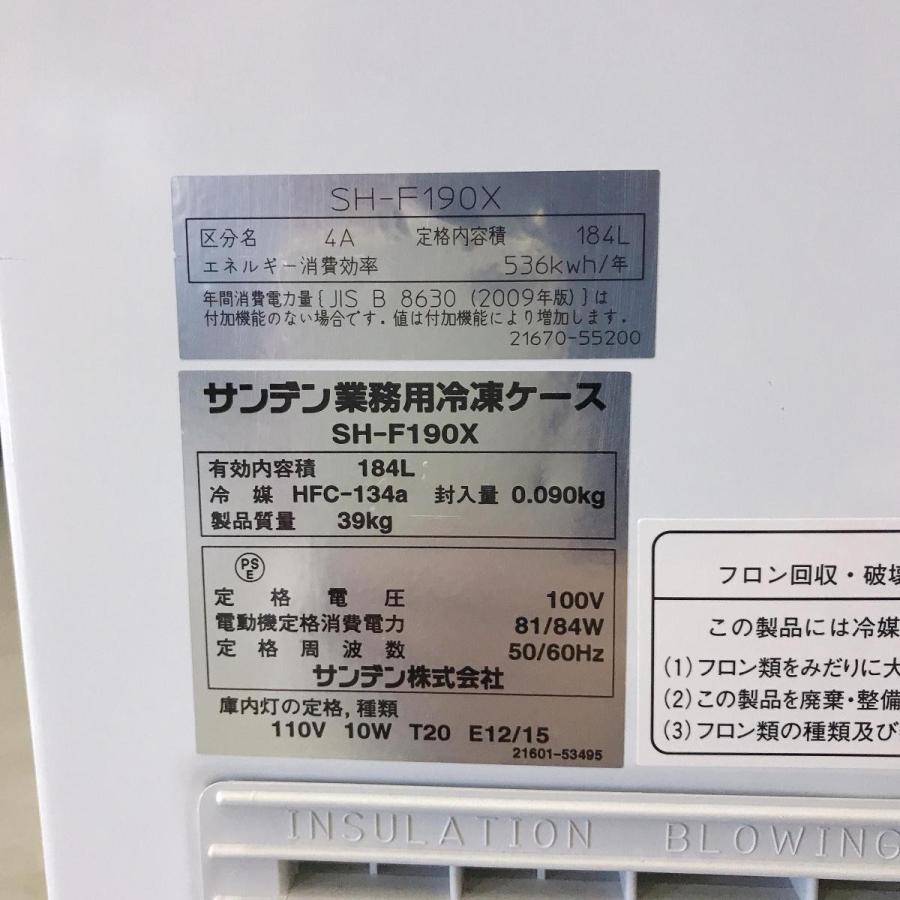 SH-F190X
区分名 4A 定格内容積 184L
エネルギー消費効率 536kwh/年
年間消費電力量{JIS B 8630 (2009年版)}は
付加機能のない場合です.値は付加機能により増加します.
21670-55200
サンデン業務用冷凍ケース
SH-F190X
有効内容積 184L
冷媒 HFC-134a 封入量 0.090kg
製品質量 39kg
PS
E
定格電圧 100V
電動機定格消費電力 81/84W
定格周波数 50/60Hz
サンデン株式会社
庫内灯の定格,種類
110V 10W T20 E12/15
21601-53495
フロン回収・破壊
この製品には冷媒
(1)フロン類をみだりに大
(2)この製品を廃棄・整備
(3)フロン類の種類及び
INSULATION BLOWING